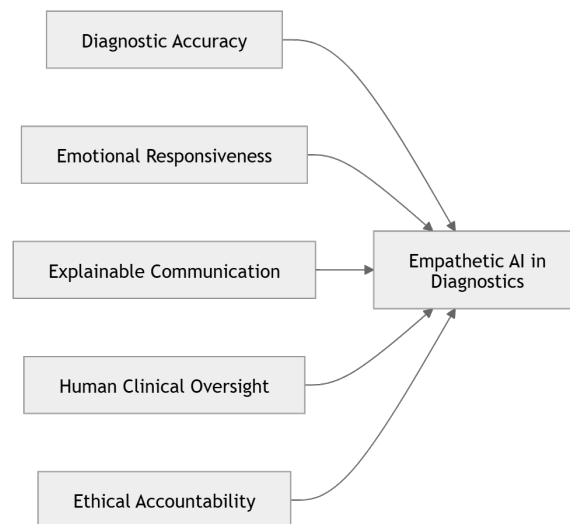 Diagnostic Accuracy
Emotional Responsiveness
Explainable Communication
Empathetic AI in
Diagnostics
Human Clinical Oversight
Ethical Accountability